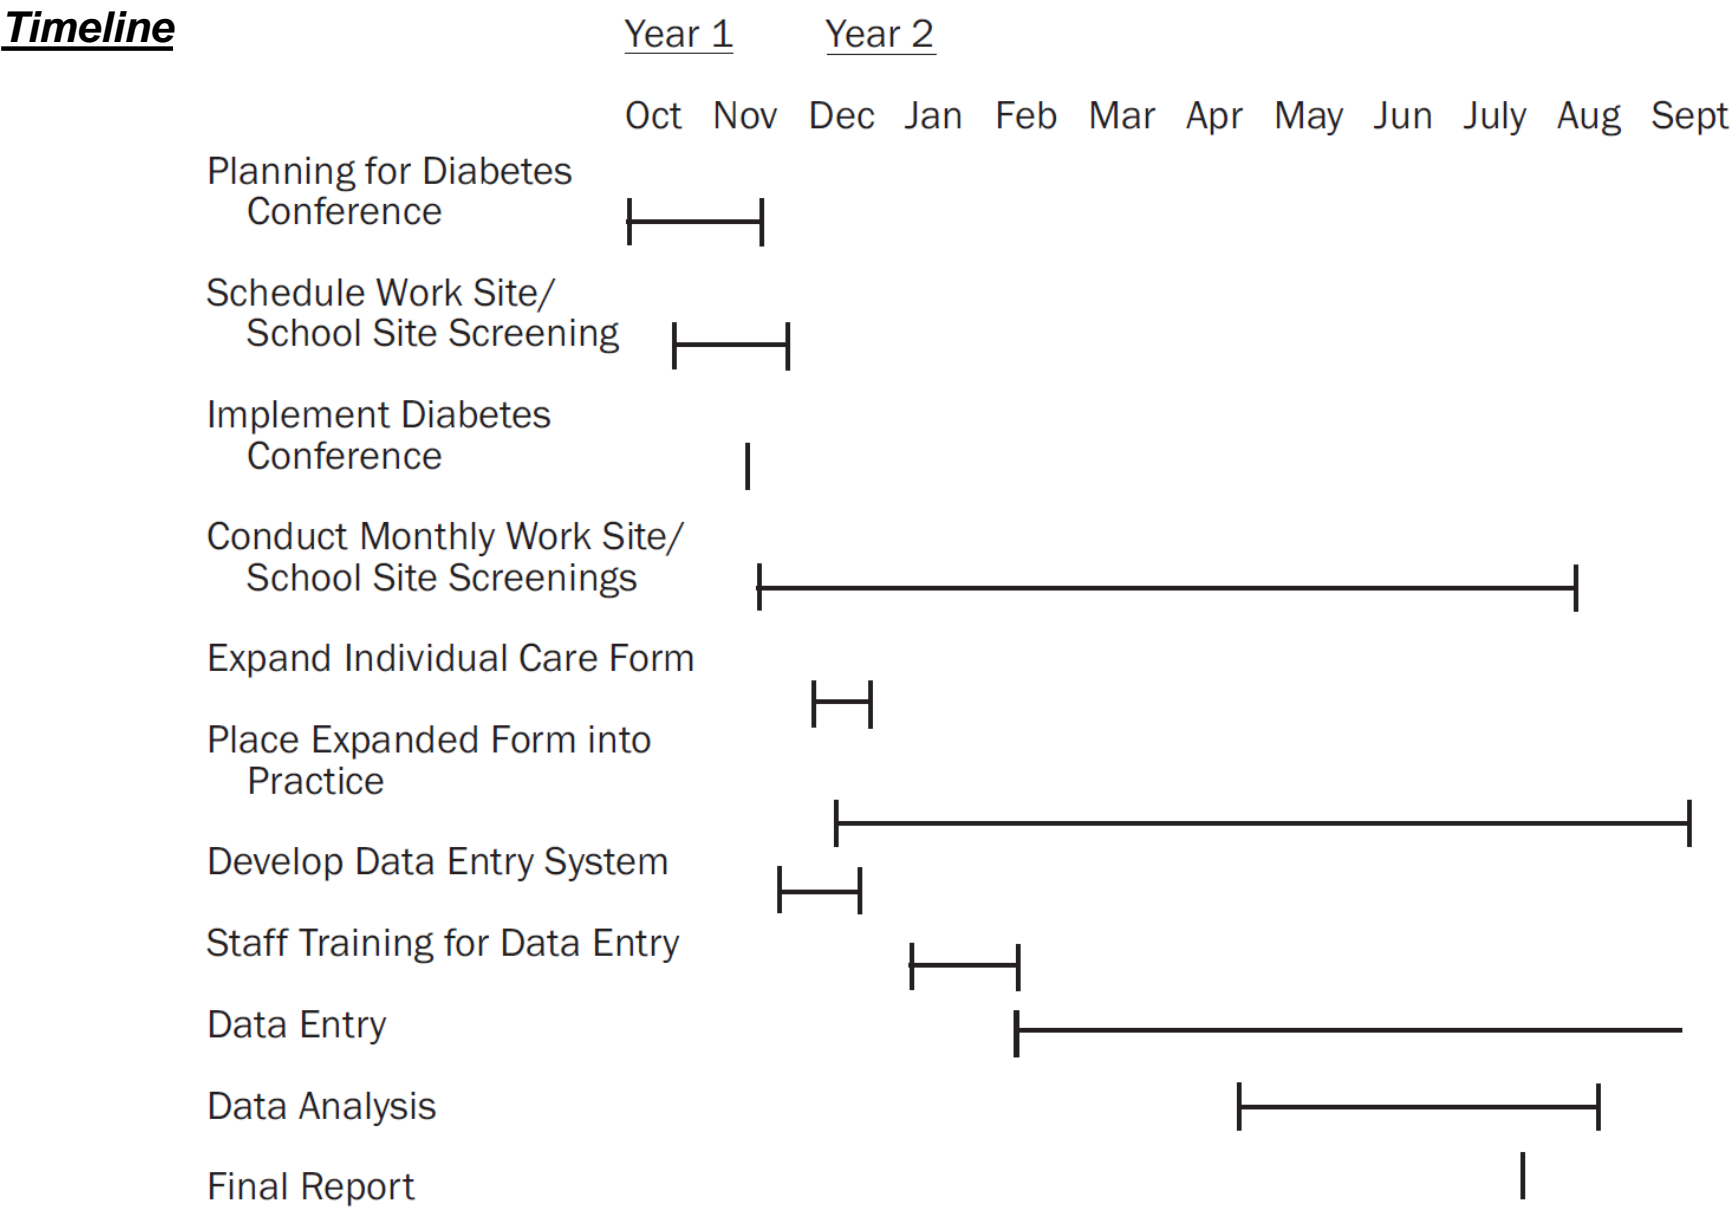 Timeline
Year 1 Year 2
Oct Nov Dec Jan Feb Mar Apr May Jun July Aug Sept
Planning for Diabetes
Conference
Schedule Work Site/
School Site Screening
Implement Diabetes
Conference
Conduct Monthly Work Site/
School Site Screenings
Expand Individual Care Form
Place Expanded Form into
Practice
Develop Data Entry System
Staff Training for Data Entry
Data Entry
Data Analysis
Final Report